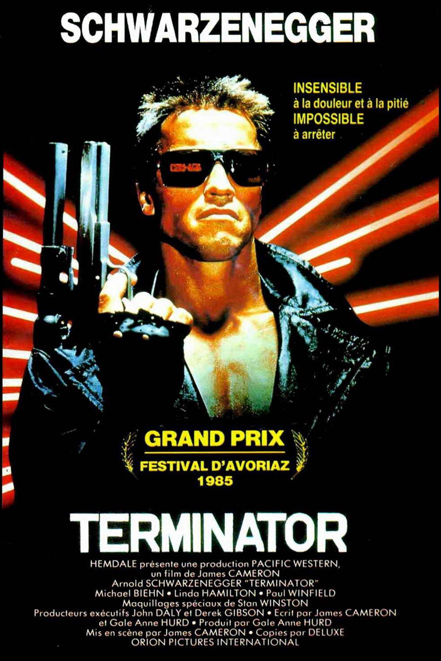 SCHWARZENEGGER
INSENSIBLE
à la douleur et à la pitié
IMPOSSIBLE
à arrêter
GRAND PRIX
FESTIVAL D'AVORIAZ
1985
TERMINATOR
HEMDALE présente une production PACIFIC WESTERN,
un film de James CAMERON
Arnold SCHWARZENEGGER "TERMINATOR"
Michael BIEHN • Linda HAMILTON • Paul WINFIELD
Maquillages spéciaux de Stan WINSTON
Producteurs exécutifs John DALY et Derek GIBSON • Ecrit par James CAMERON
et Gale Anne HURD • Produit par Gale Anne HURD
Mis en scène par James CAMERON • Copies par DELUXE
ORION PICTURES INTERNATIONAL